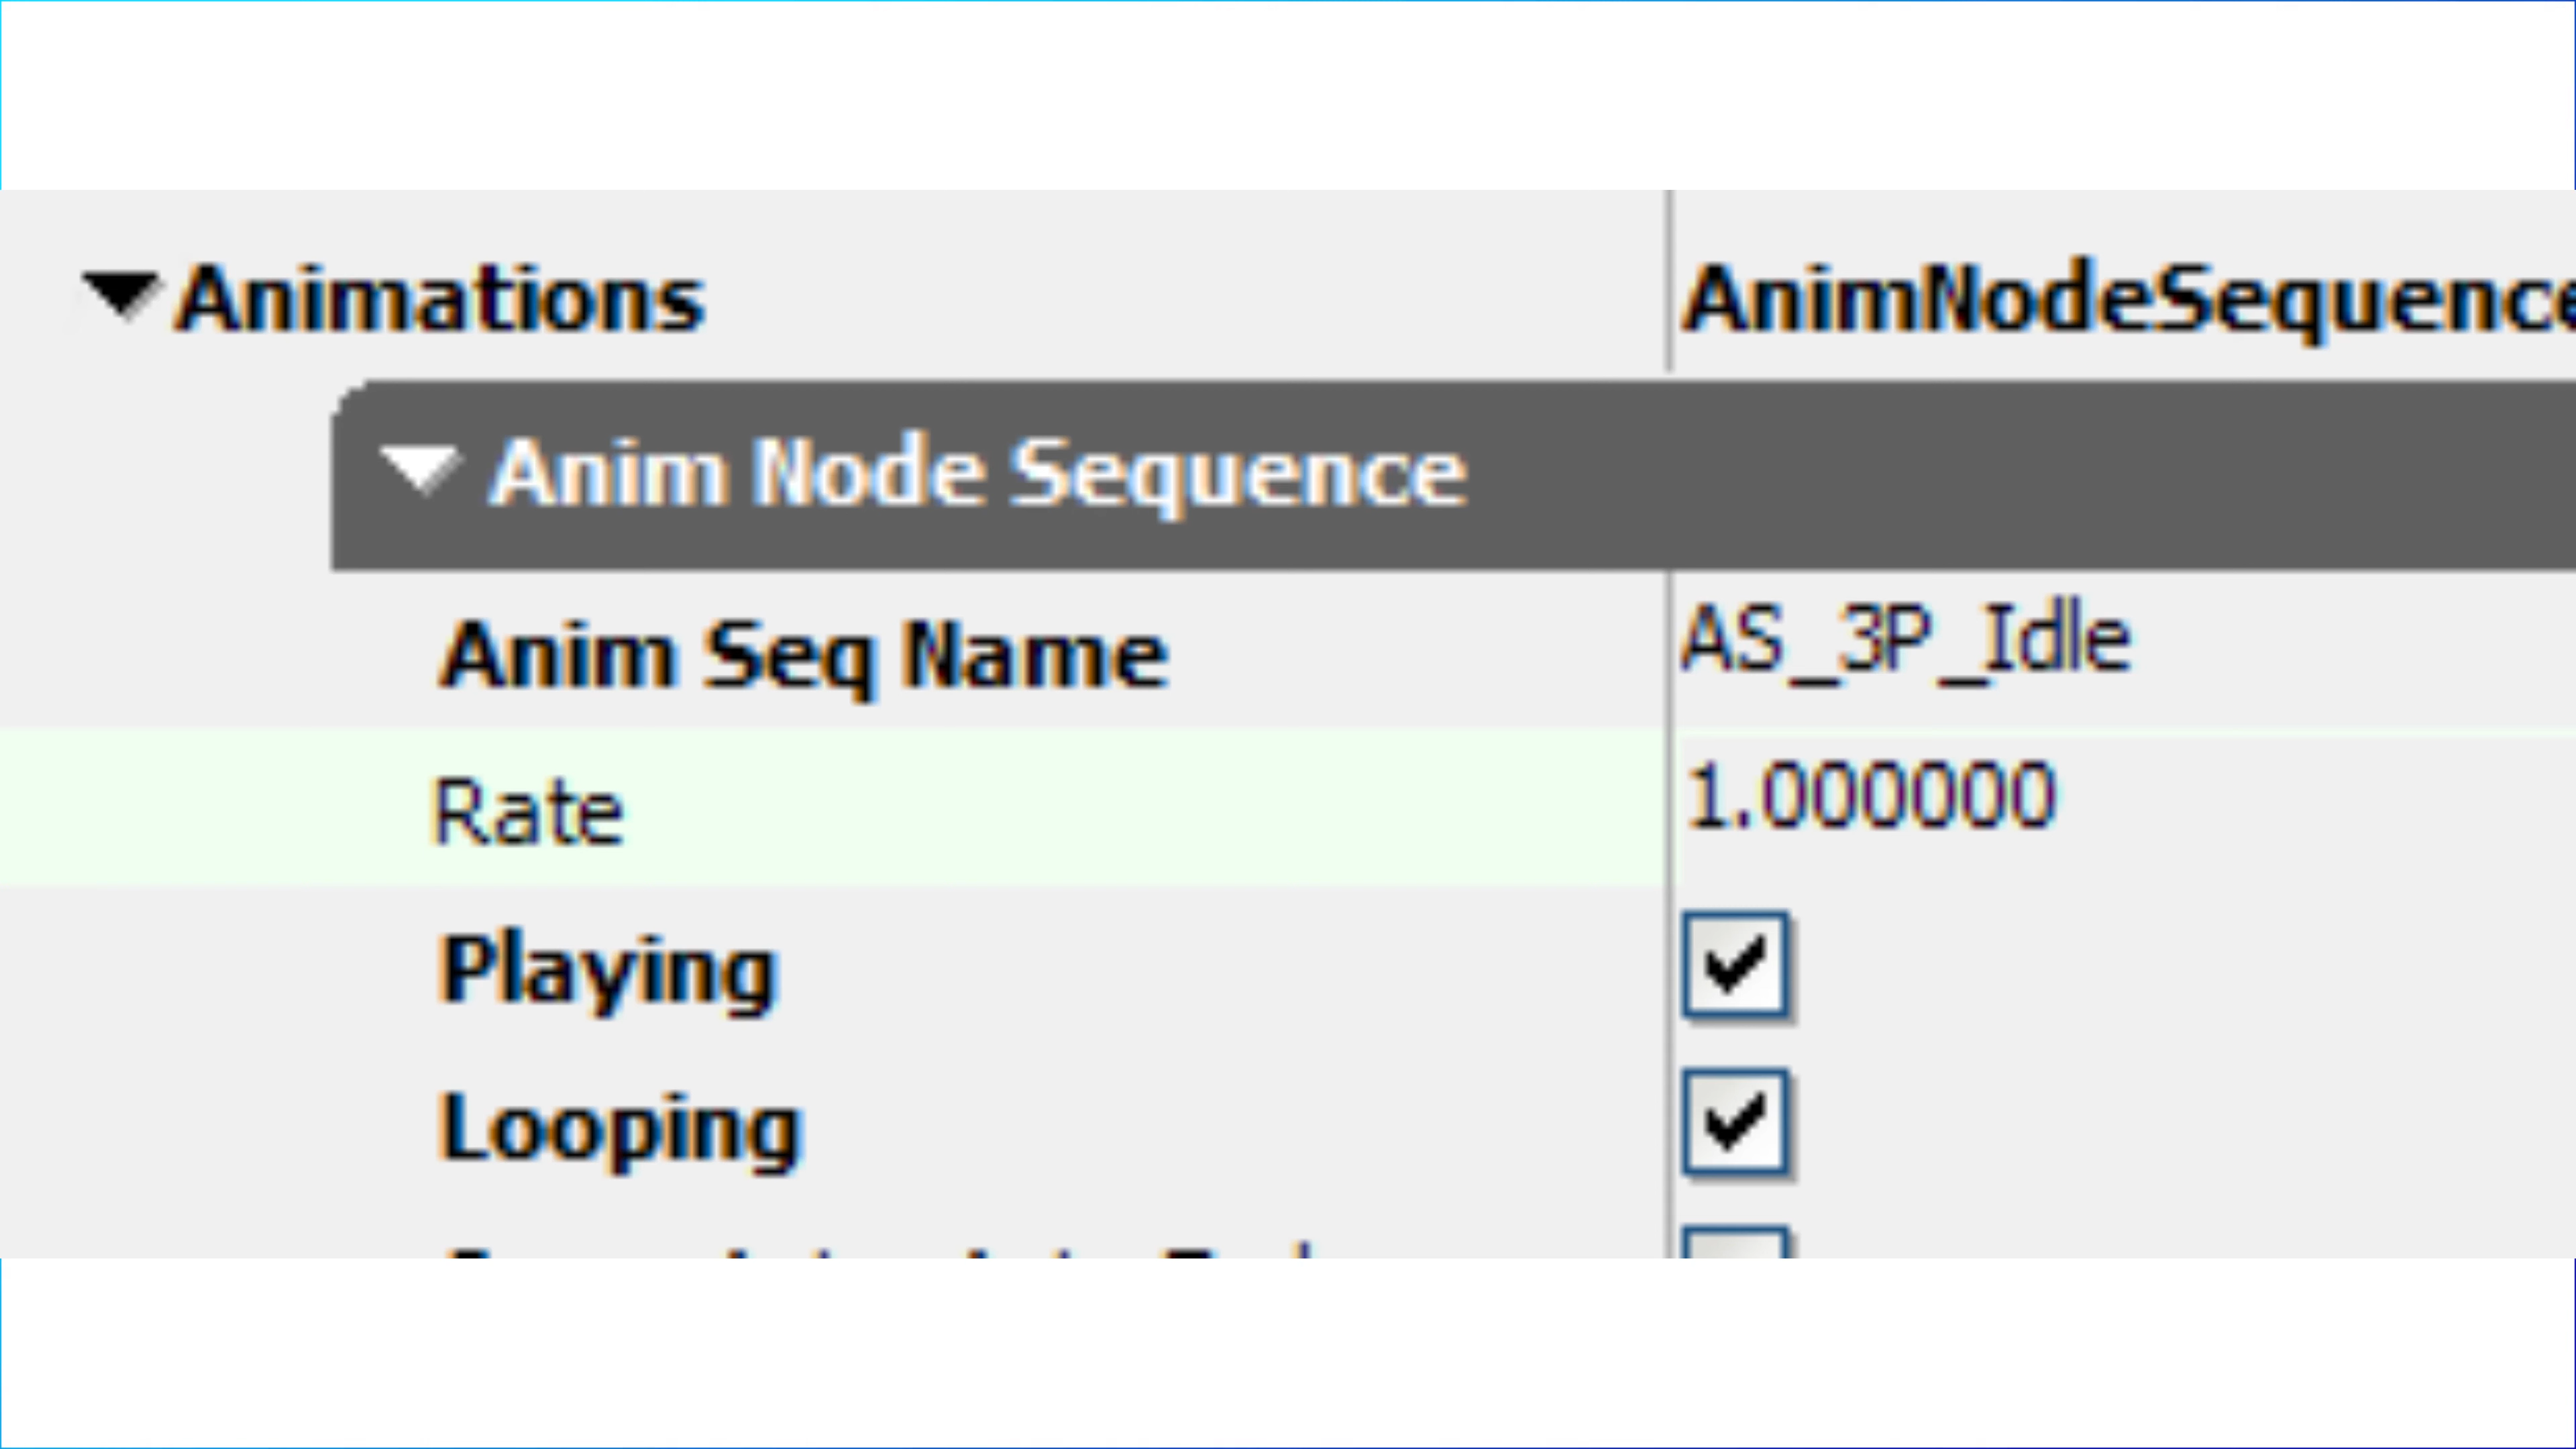 Animations AnimNodeSequence
Anim Node Sequence
Anim Seq Name AS_3P_Idle
Rate 1.000000
Playing
Looping